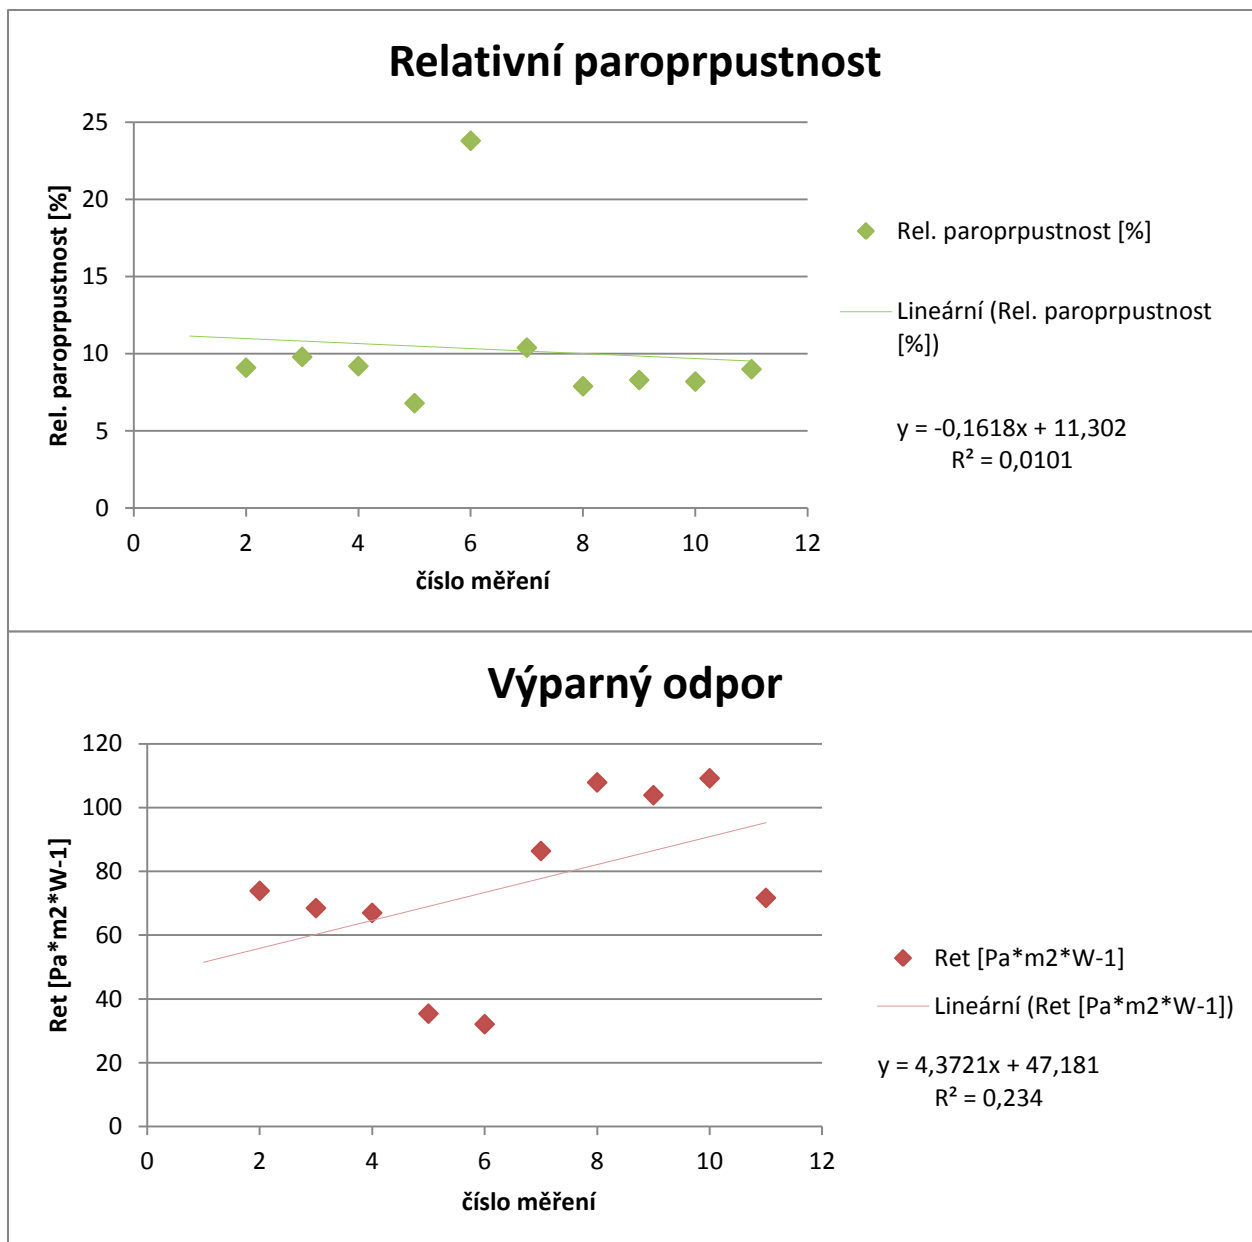 Relativní paroprpustnost
25
20
15
10
5
0
Rel. paroprpustnost [%]
0 2 4 6 8 10 12
číslo měření
Rel. paroprpustnost [%]
Lineární (Rel. paroprpustnost
[%])
y = -0,1618x + 11,302
R² = 0,0101
Výparný odpor
120
100
80
60
40
20
0
Ret [Pa*m2*W-1]
0 2 4 6 8 10 12
číslo měření
Ret [Pa*m2*W-1]
Lineární (Ret [Pa*m2*W-1])
y = 4,3721x + 47,181
R² = 0,234